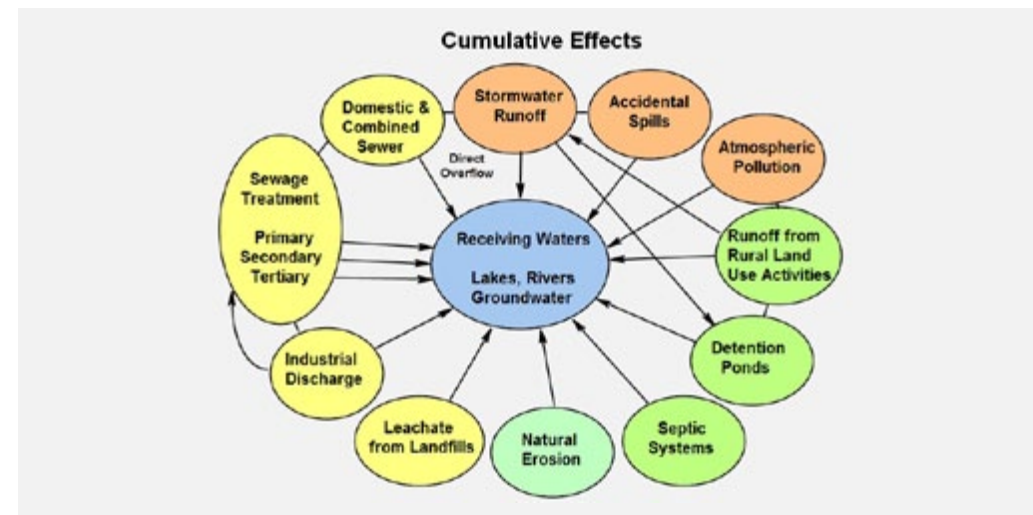 Cumulative Effects
Stormwater
Runoff
Accidental
Spills
Domestic &
Combined
Sewer
Atmospheric
Pollution
Direct
Overflow
Sewage
Treatment
Primary
Secondary
Tertiary
Receiving Waters
Lakes, Rivers
Groundwater
Runoff from
Rural Land
Use Activities
Industrial
Discharge
Detention
Ponds
Leachate
from Landfills
Natural
Erosion
Septic
Systems